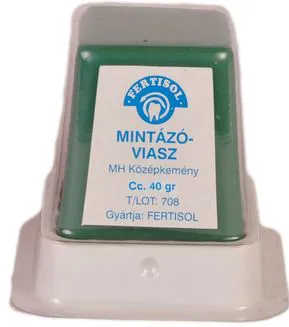 FERTISOL
MINTÁZÓ-
VIASZ
MH Középkemény
Cc. 40 gr
T/LOT: 708
Gyártja: FERTISOL